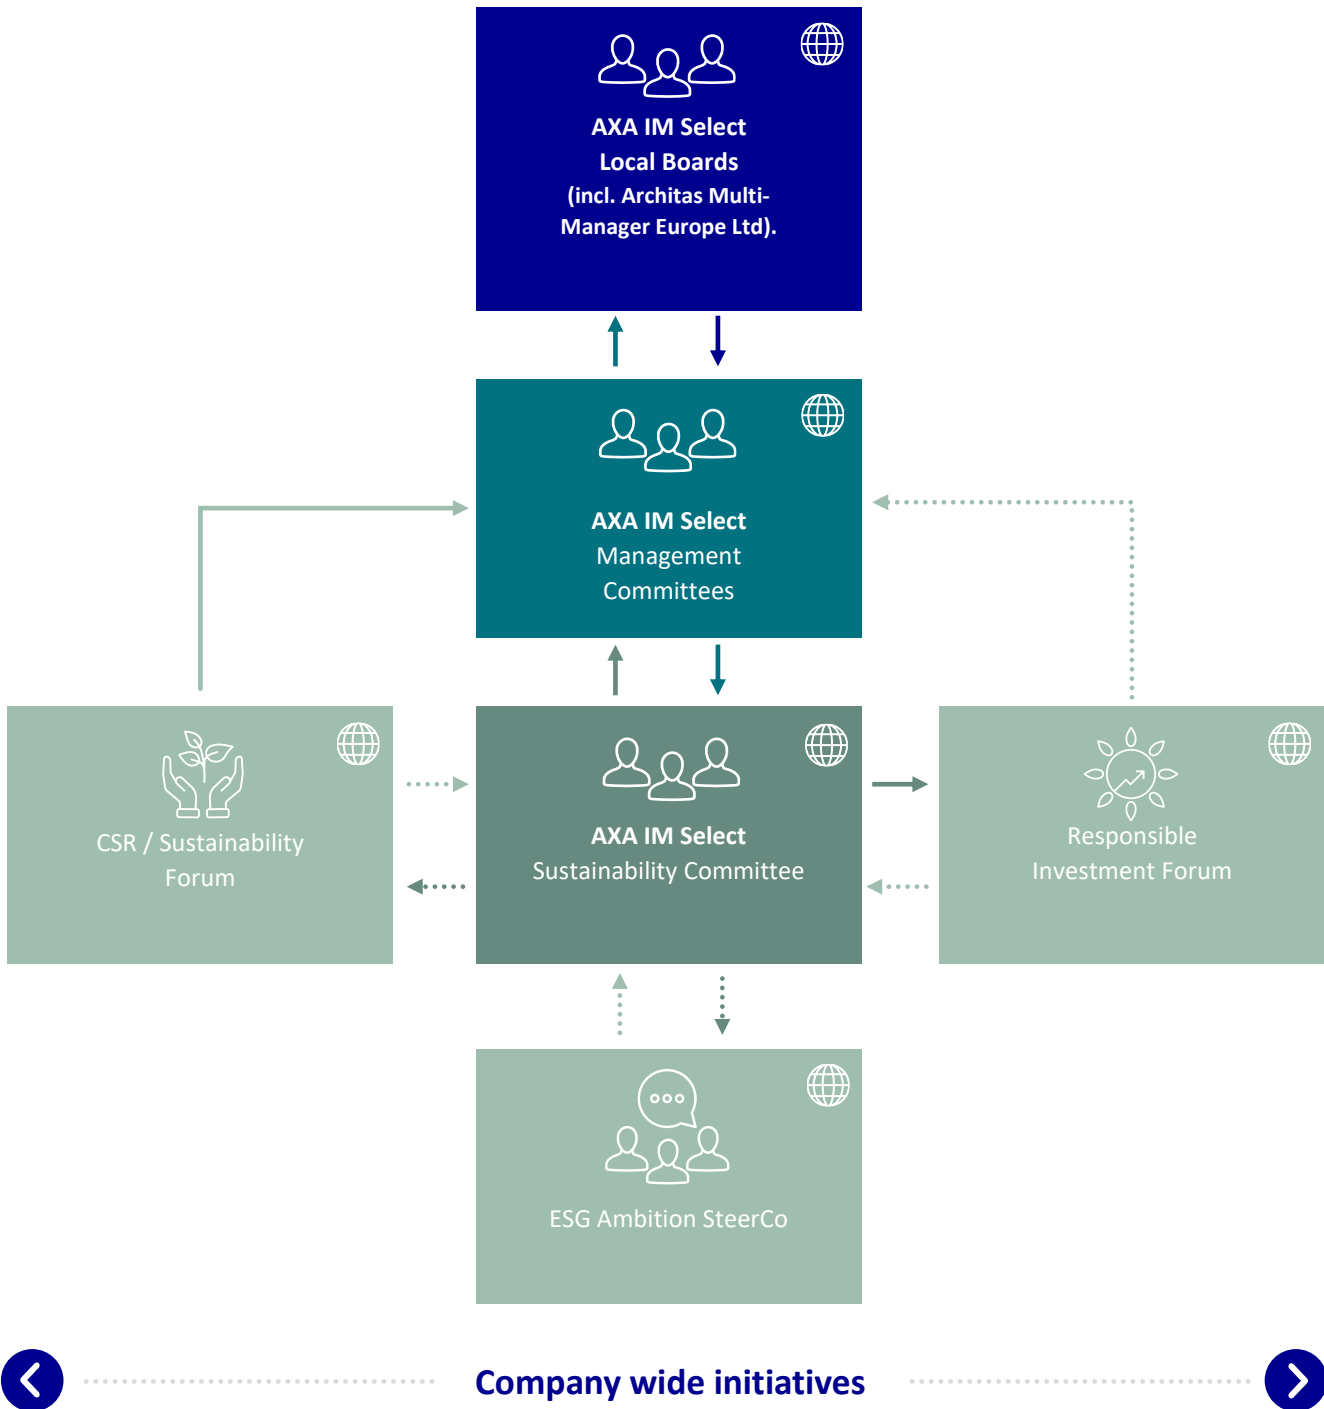 AXA IM Select
Local Boards
(incl. Architas Multi-
Manager Europe Ltd).
AXA IM Select
Management
Committees
CSR / Sustainability
Forum
AXA IM Select
Sustainability Committee
Responsible
Investment Forum
ESG Ambition SteerCo
Company wide initiatives